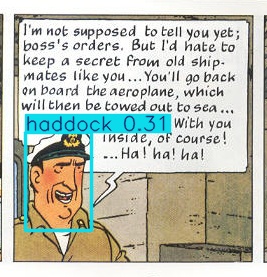 I'm not supposed to tell you yet;
boss's orders. But I'd hate to
keep a secret from old ship-
mates like you... You'll go back
on board the aeroplane, which
will then be towed out to sea...
haddock 0.31 With you
inside, of course!
...Ha! ha! ha!